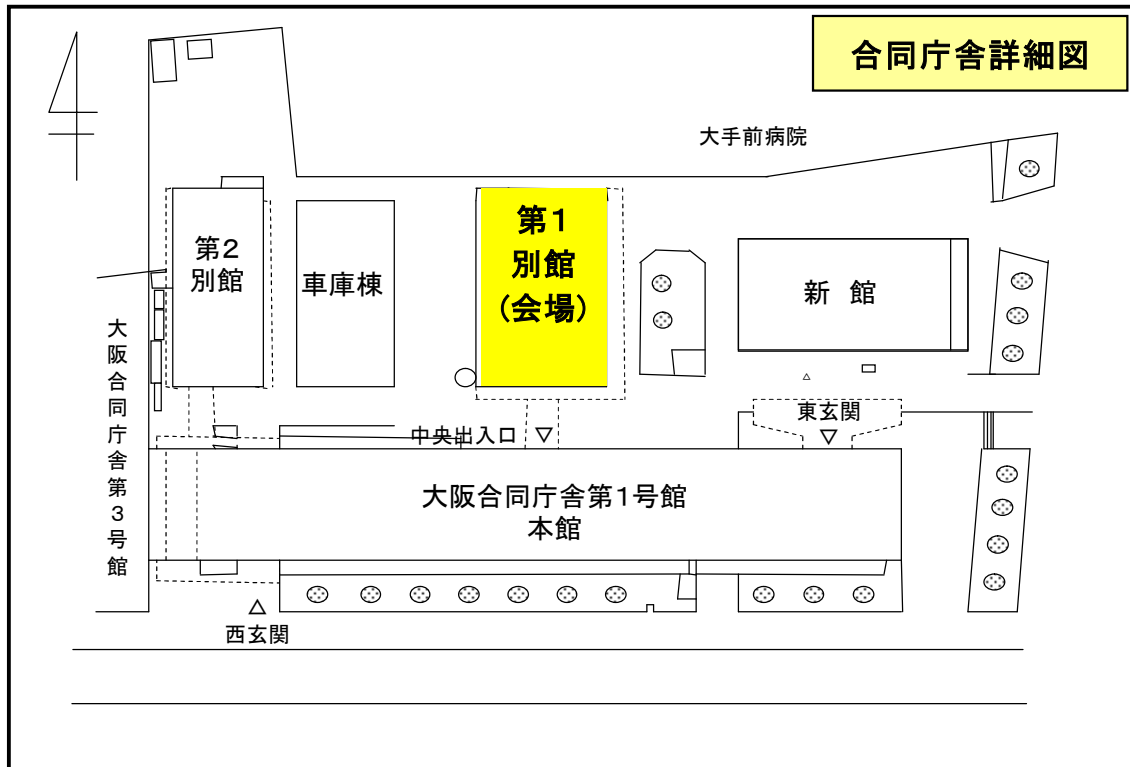 合同庁舎詳細図
大手前病院
第2
別館
車庫棟
第1
別館
(会場)
新 館
大阪合同庁舎第3号館
中央出入口
東玄関
大阪合同庁舎第1号館
本館
西玄関